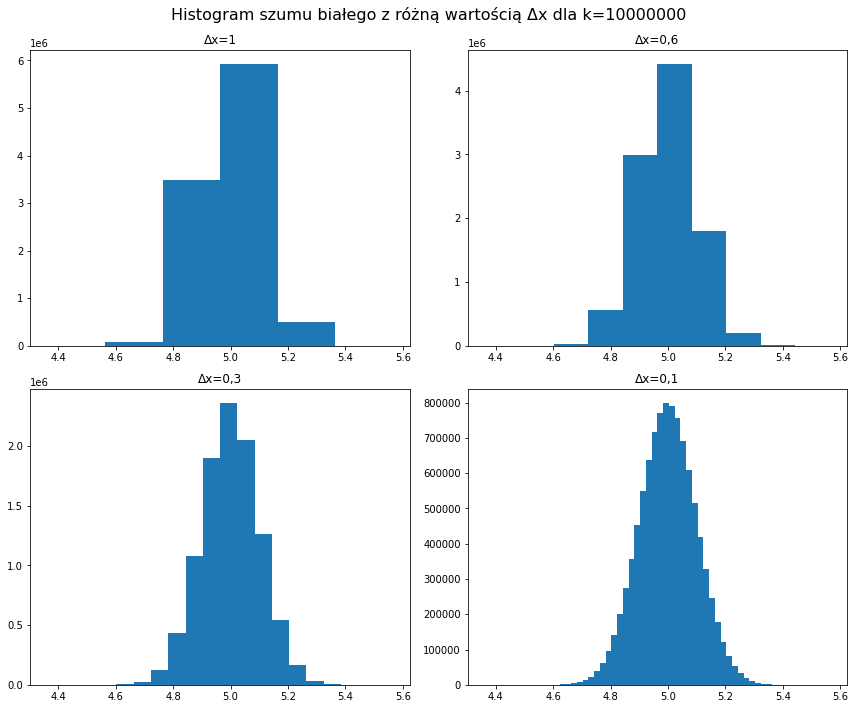 Histogram szumu białego z różną wartością Δx dla k=10000000
Δx=1
1e6
6
5
4
3
2
1
0
4.4 4.6 4.8 5.0 5.2 5.4 5.6
Δx=0,6
1e6
4
3
2
1
0
4.4 4.6 4.8 5.0 5.2 5.4 5.6
Δx=0,3
1e6
2.0
1.5
1.0
0.5
0.0
4.4 4.6 4.8 5.0 5.2 5.4 5.6
Δx=0,1
800000
700000
600000
500000
400000
300000
200000
100000
0
4.4 4.6 4.8 5.0 5.2 5.4 5.6